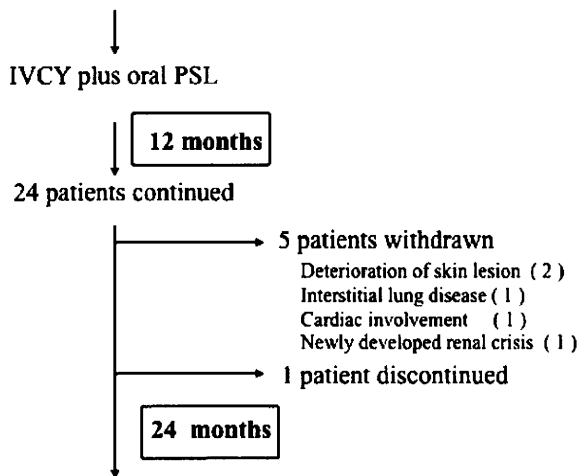 IVCY plus oral PSL
12 months
24 patients continued
5 patients withdrawn
Deterioration of skin lesion ( 2 )
Interstitial lung disease ( 1 )
Cardiac involvement ( 1 )
Newly developed renal crisis ( 1 )
1 patient discontinued
24 months